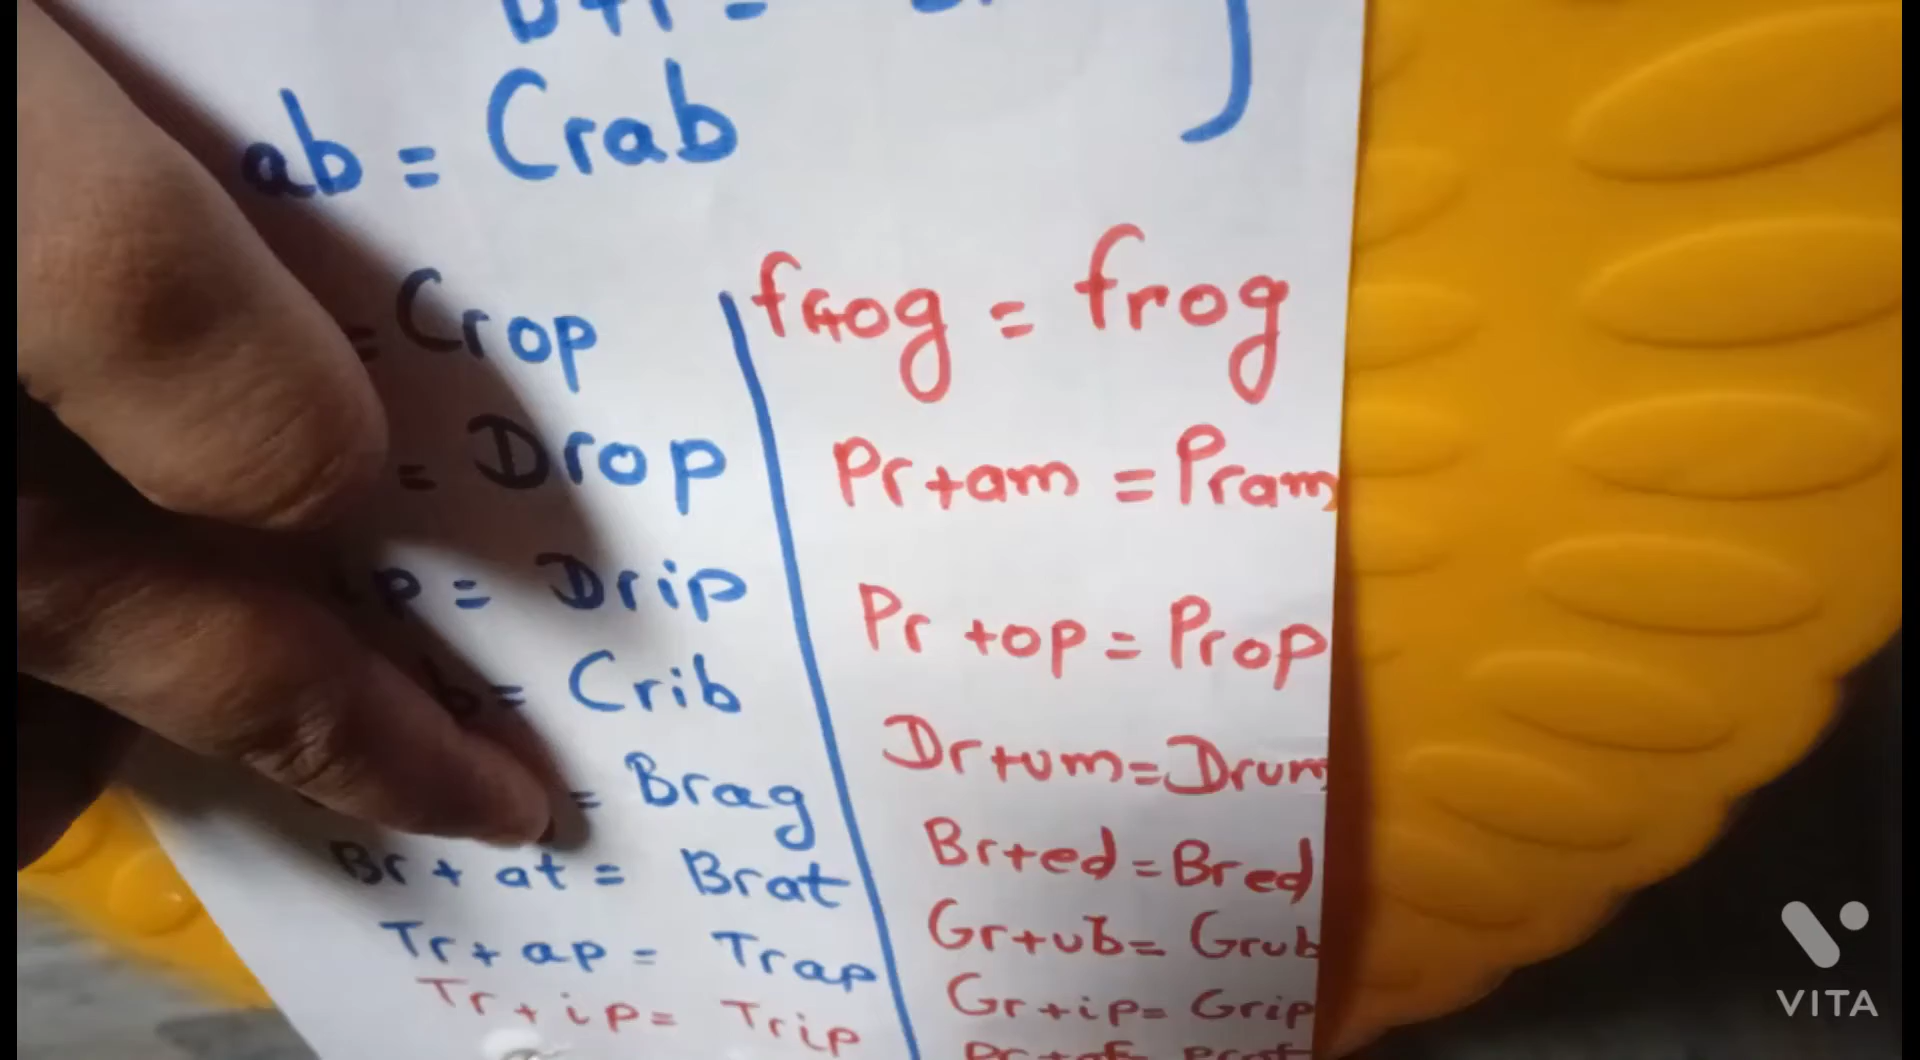 ab = Crab
= Crop
= Drop
p = Drip
b = Crib
= Brag
Br + at = Brat
Tr + ap = Trap
Tr + ip = Trip
frog = frog
Pr + am = Pram
Pr + op = Prop
Dr + um = Drum
Br + ed = Bred
Gr + ub = Grub
Gr + ip = Grip
VITA